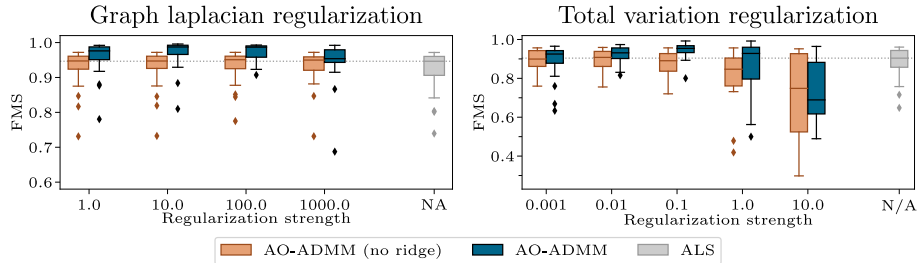 Graph laplacian regularization
1.0
0.9
0.8
0.7
0.6
FMS
1.0 10.0 100.0 1000.0 NA
Regularization strength
Total variation regularization
1.0
0.8
0.6
0.4
FMS
0.001 0.01 0.1 1.0 10.0 N/A
Regularization strength
AO-ADMM (no ridge) AO-ADMM ALS